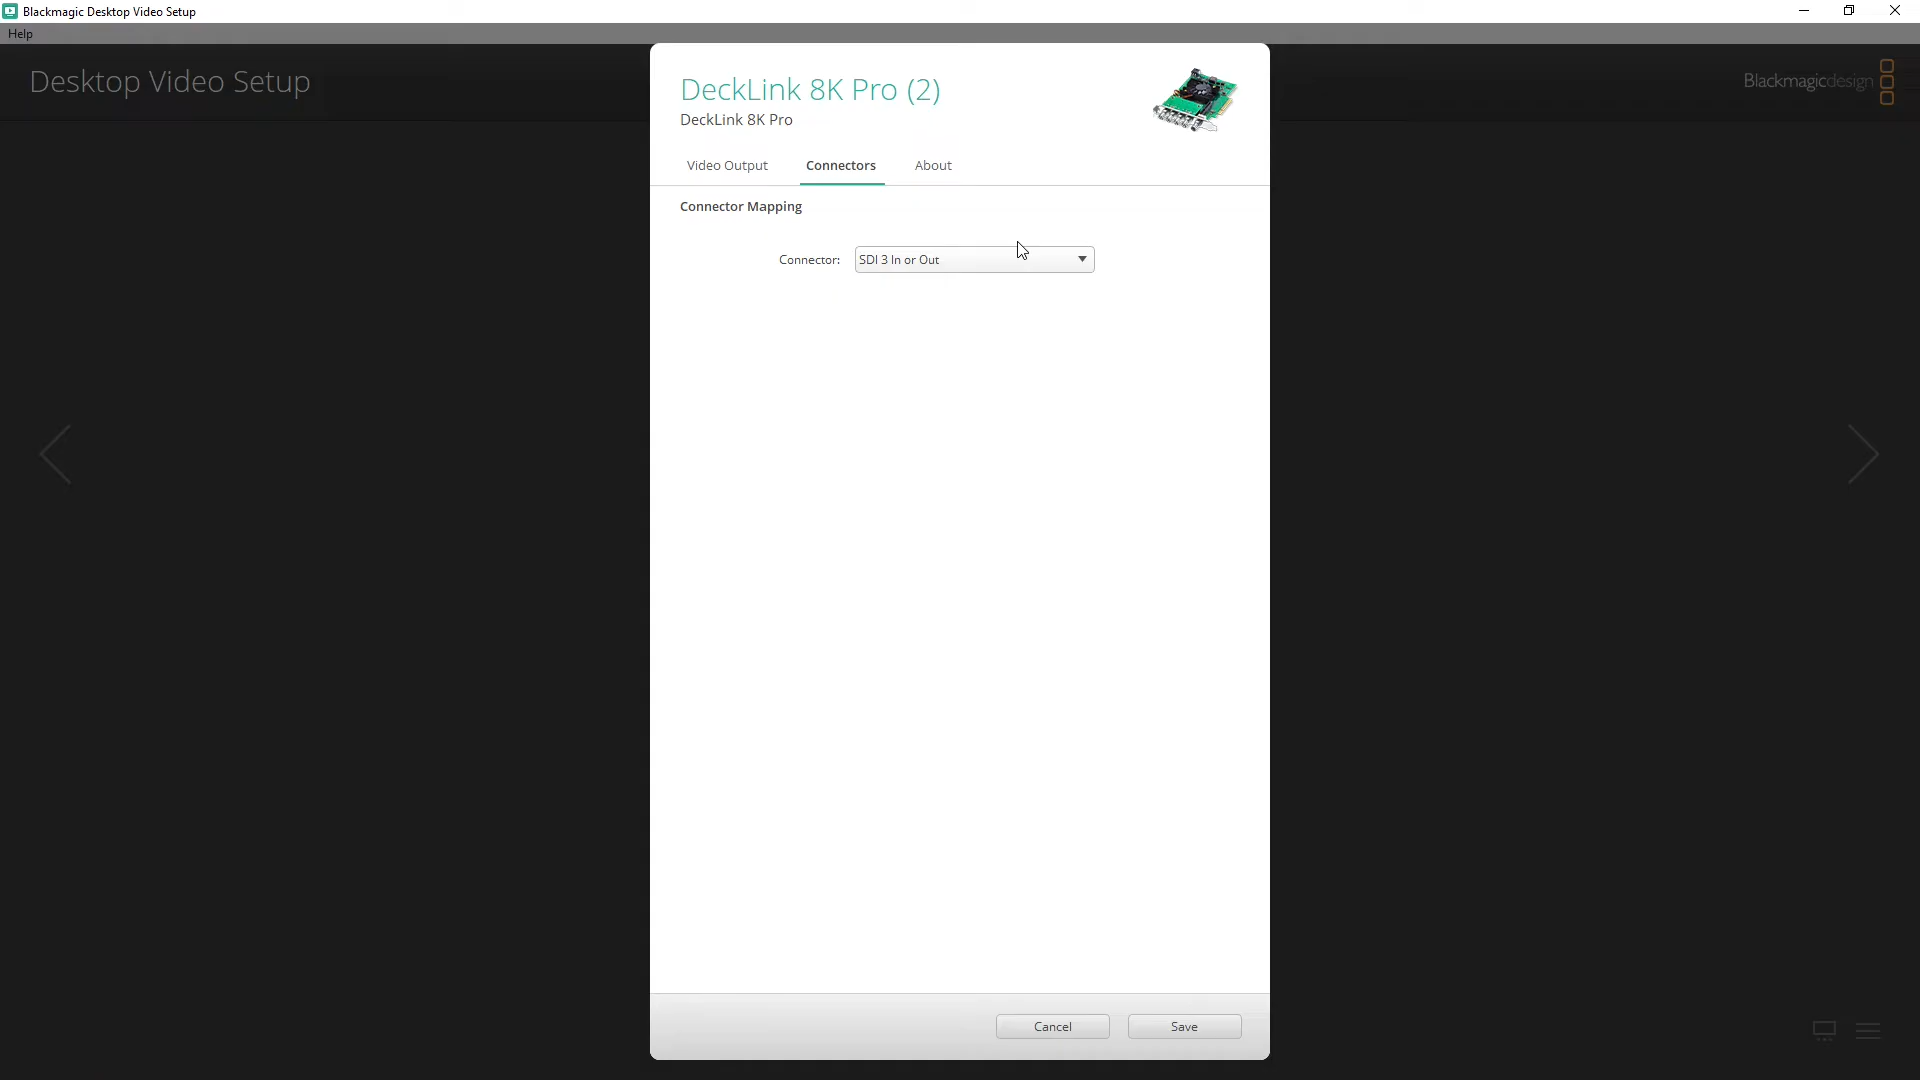 Blackmagic Desktop Video Setup
Help
Desktop Video Setup
Blackmagicdesign
DeckLink 8K Pro (2)
DeckLink 8K Pro
Video Output Connectors About
Connector Mapping
Connector: SDI 3 In or Out
Cancel Save